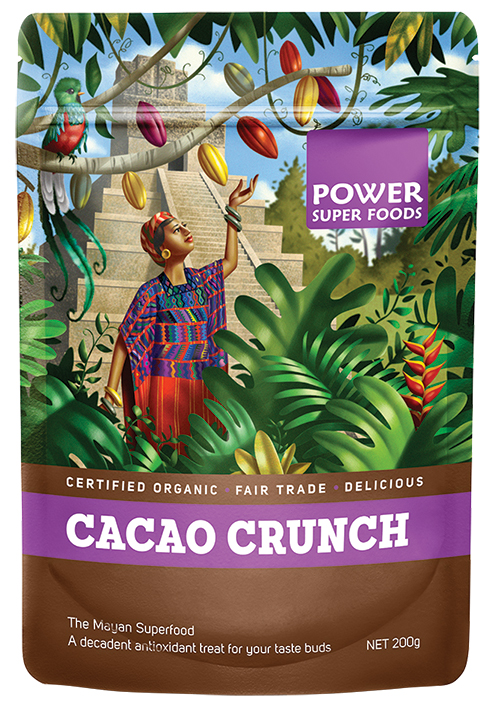 POWER
SUPER FOODS
CERTIFIED ORGANIC • FAIR TRADE • DELICIOUS
CACAO CRUNCH
The Mayan Superfood
A decadent antioxidant treat for your taste buds
NET 200g